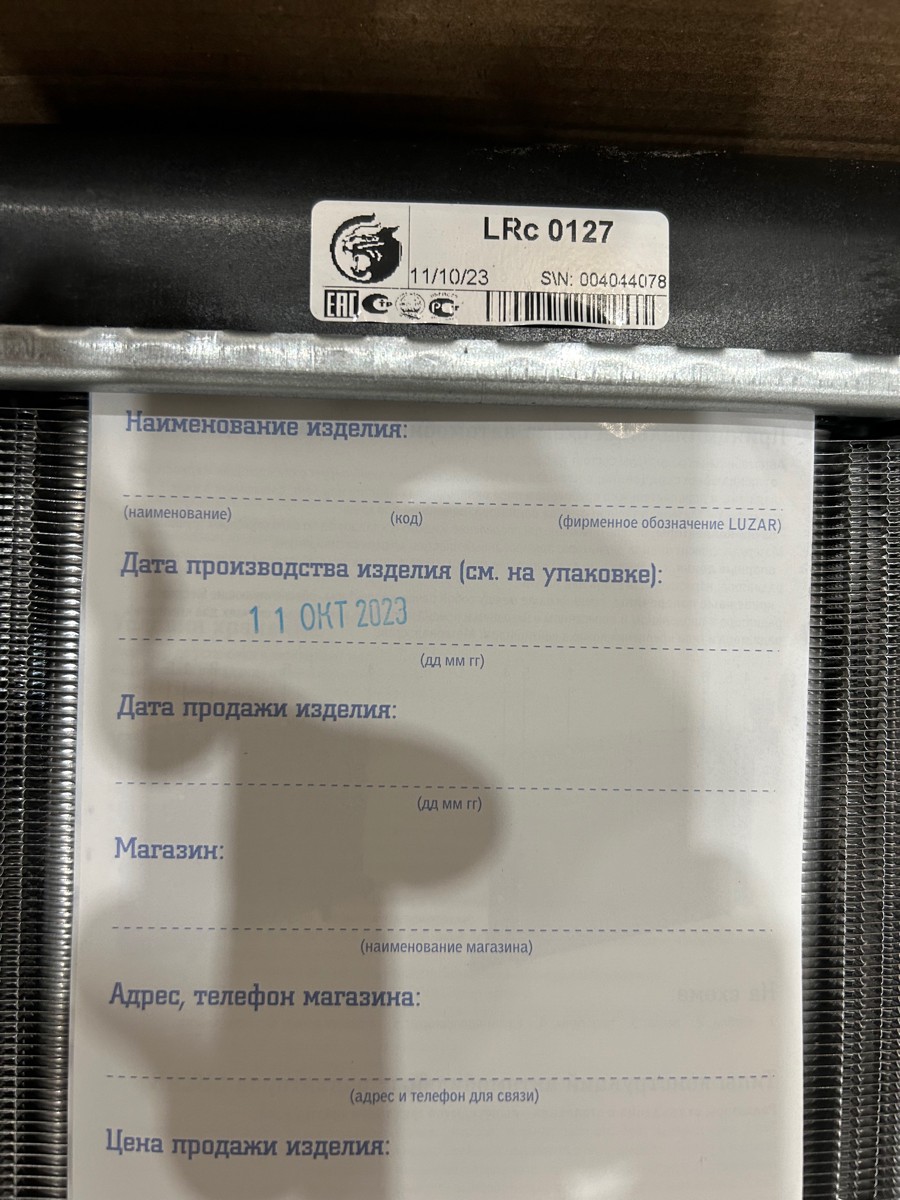 LRc 0127
11/10/23 S\N: 004044078
EAC
Наименование изделия:
(наименование) (код) (фирменное обозначение LUZAR)
Дата производства изделия (см. на упаковке):
11 ОКТ 2023
(дд мм гг)
Дата продажи изделия:
(дд мм гг)
Магазин:
(наименование магазина)
Адрес, телефон магазина:
(адрес и телефон для связи)
Цена продажи изделия: